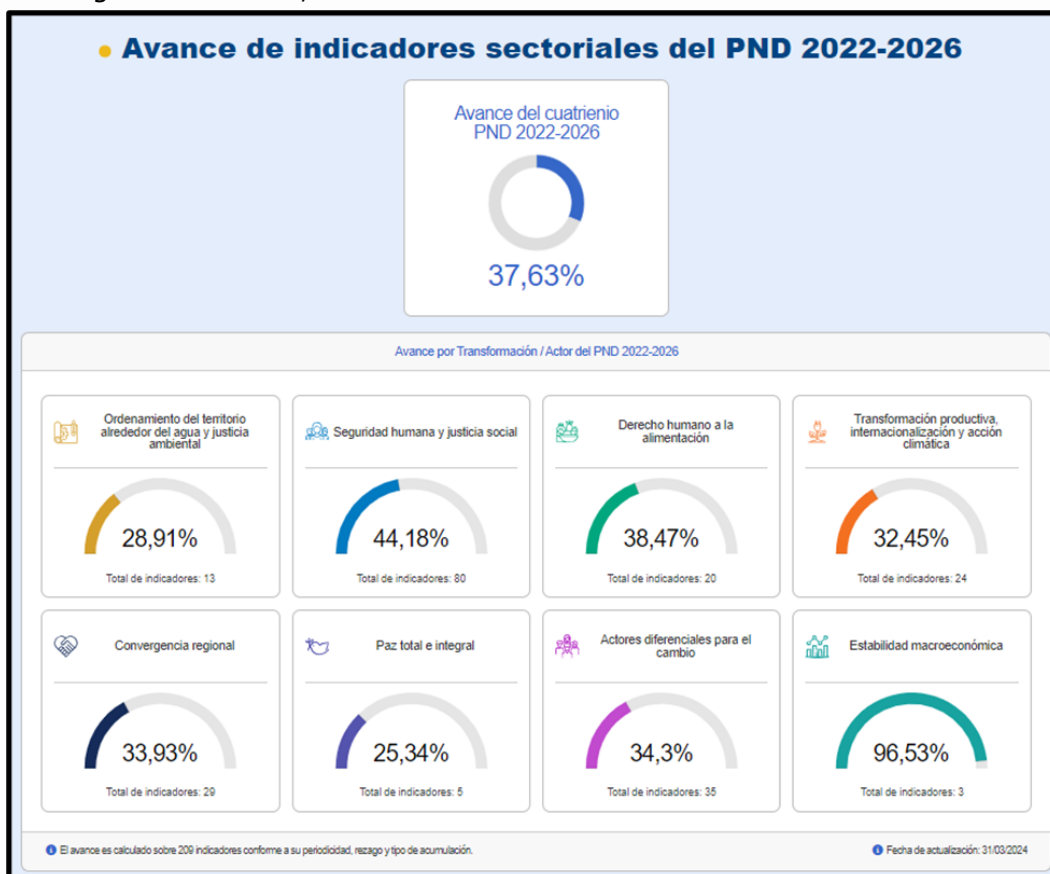 Avance de indicadores sectoriales del PND 2022-2026
Avance del cuatrienio
PND 2022-2026
37,63%
Avance por Transformación / Actor del PND 2022-2026
Ordenamiento del territorio
alrededor del agua y justicia
ambiental
28,91%
Total de indicadores: 13
Seguridad humana y justicia social
44,18%
Total de indicadores: 80
Derecho humano a la
alimentación
38,47%
Total de indicadores: 20
Transformación productiva,
internacionalización y acción
climática
32,45%
Total de indicadores: 24
Convergencia regional
33,93%
Total de indicadores: 29
Paz total e integral
25,34%
Total de indicadores: 5
Actores diferenciales para el
cambio
34,3%
Total de indicadores: 35
Estabilidad macroeconómica
96,53%
Total de indicadores: 3
El avance es calculado sobre 209 indicadores conforme a su periodicidad, rezago y tipo de acumulación.
Fecha de actualización: 31/03/2024